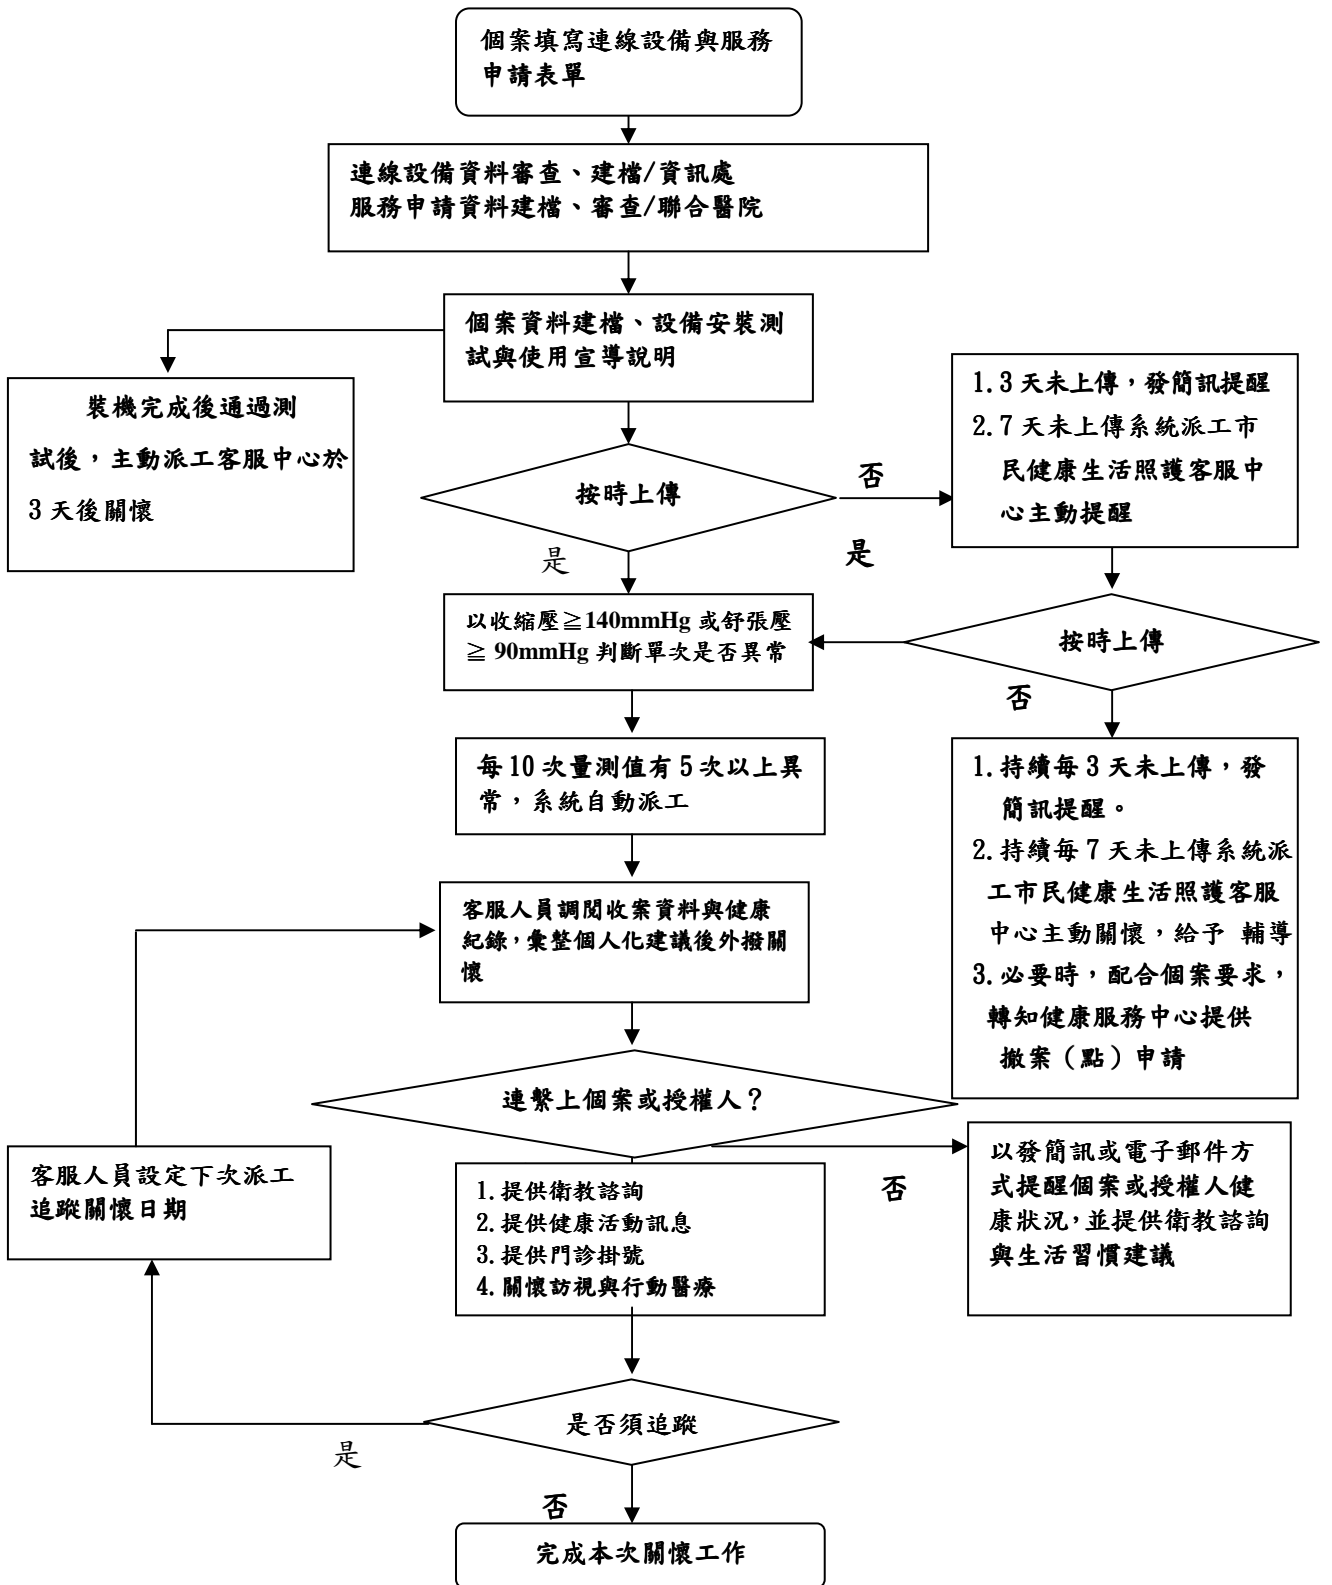 個案填寫連線設備與服務
申請表單
連線設備資料審查、建檔/資訊處
服務申請資料建檔、審查/聯合醫院
個案資料建檔、設備安裝測
試與使用宣導說明
裝機完成後通過測
試後，主動派工客服中心於
3 天後關懷
1. 3 天未上傳，發簡訊提醒
2. 7 天未上傳系統派工市
民健康生活照護客服中
心主動提醒
按時上傳
否
是
是
以收縮壓≧140mmHg 或舒張壓
≧ 90mmHg 判斷單次是否異常
按時上傳
否
每 10 次量測值有 5 次以上異
常，系統自動派工
1. 持續每 3 天未上傳，發
簡訊提醒。
2. 持續每 7 天未上傳系統派
工市民健康生活照護客服
中心主動關懷，給予 輔導
3. 必要時，配合個案要求，
轉知健康服務中心提供
撤案（點）申請
客服人員調閱收案資料與健康
紀錄，彙整個人化建議後外撥關
懷
連繫上個案或授權人？
否
客服人員設定下次派工
追蹤關懷日期
1. 提供衛教諮詢
2. 提供健康活動訊息
3. 提供門診掛號
4. 關懷訪視與行動醫療
以發簡訊或電子郵件方
式提醒個案或授權人健
康狀況，並提供衛教諮詢
與生活習慣建議
是否須追蹤
是
否
完成本次關懷工作